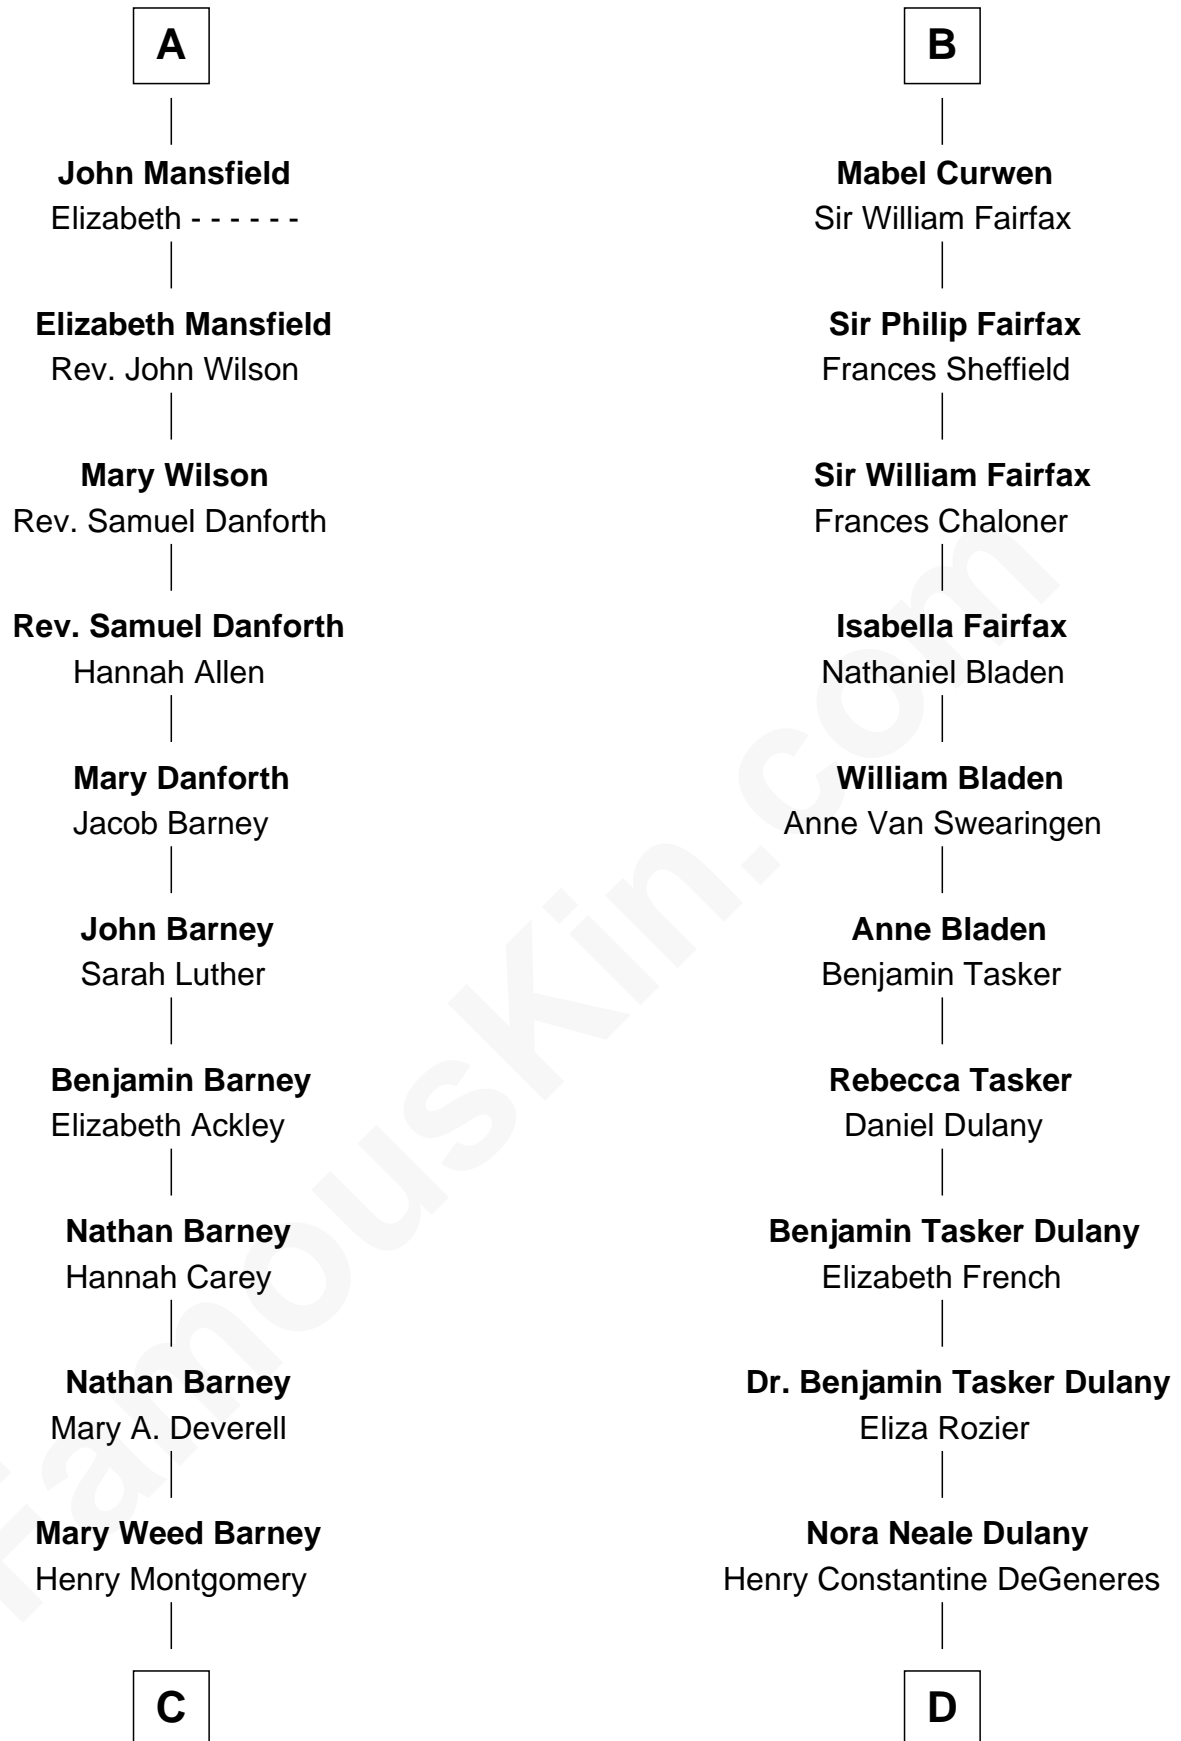 A
John Mansfield
Elizabeth - - - - - -
Elizabeth Mansfield
Rev. John Wilson
Mary Wilson
Rev. Samuel Danforth
Rev. Samuel Danforth
Hannah Allen
Mary Danforth
Jacob Barney
John Barney
Sarah Luther
Benjamin Barney
Elizabeth Ackley
Nathan Barney
Hannah Carey
Nathan Barney
Mary A. Deverell
Mary Weed Barney
Henry Montgomery
C
B
Mabel Curwen
Sir William Fairfax
Sir Philip Fairfax
Frances Sheffield
Sir William Fairfax
Frances Chaloner
Isabella Fairfax
Nathaniel Bladen
William Bladen
Anne Van Swearingen
Anne Bladen
Benjamin Tasker
Rebecca Tasker
Daniel Dulany
Benjamin Tasker Dulany
Elizabeth French
Dr. Benjamin Tasker Dulany
Eliza Rozier
Nora Neale Dulany
Henry Constantine DeGeneres
D
FamousKin.com